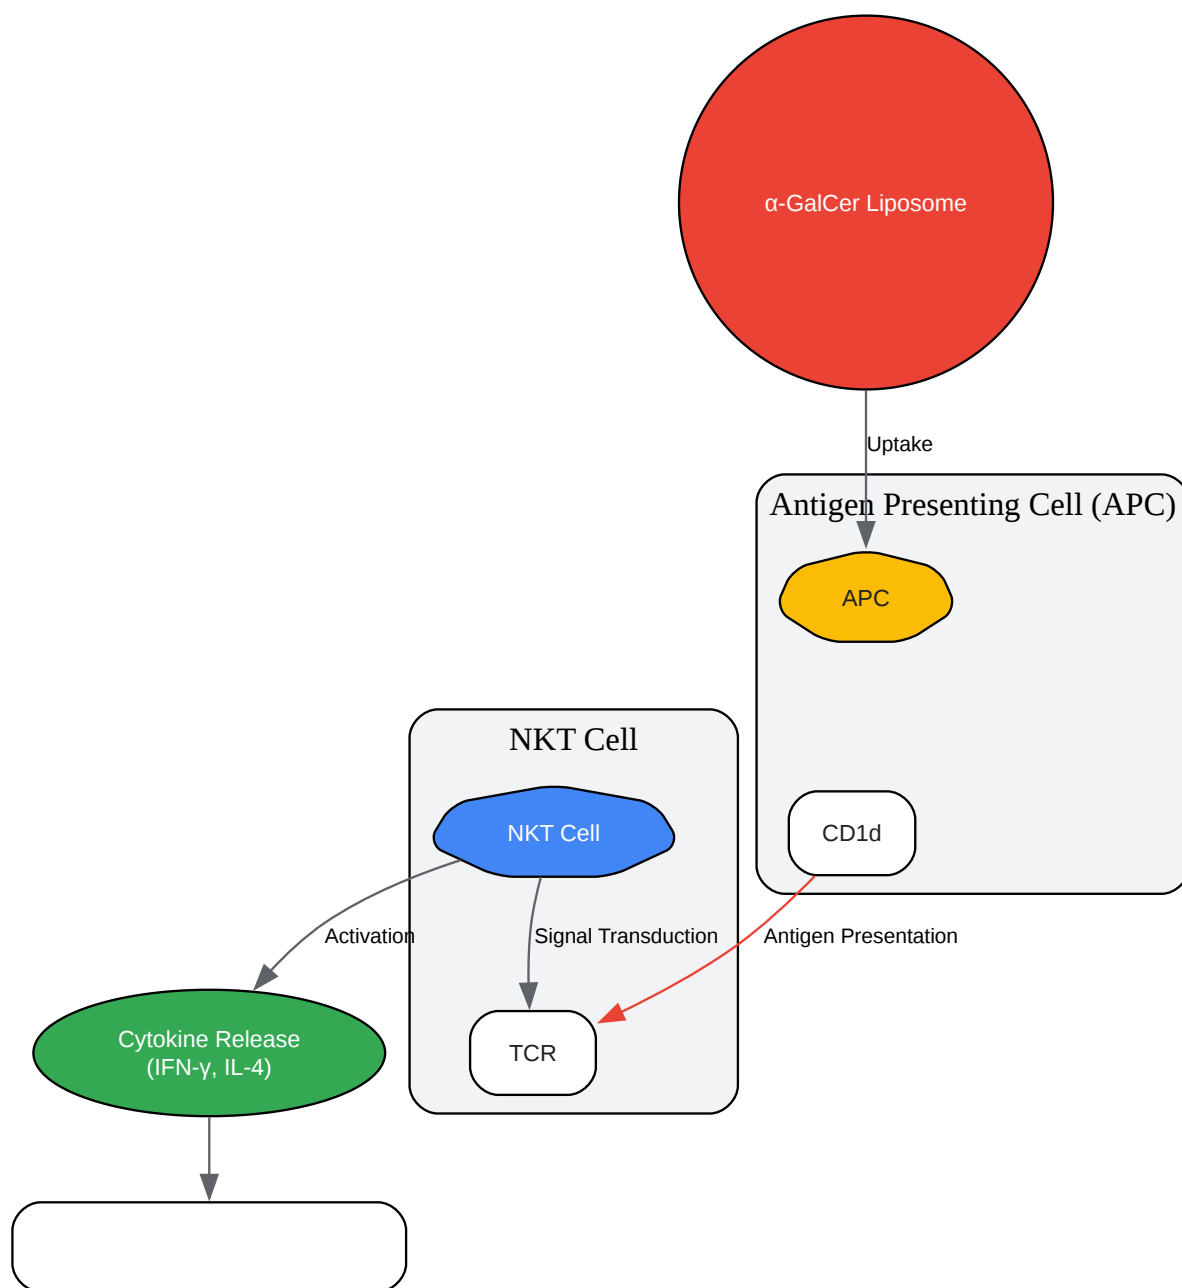 α-GalCer Liposome
Uptake
Antigen Presenting Cell (APC)
APC
NKT Cell
NKT Cell
CD1d
Activation
Signal Transduction
Antigen Presentation
Cytokine Release
(IFN-γ, IL-4)
TCR